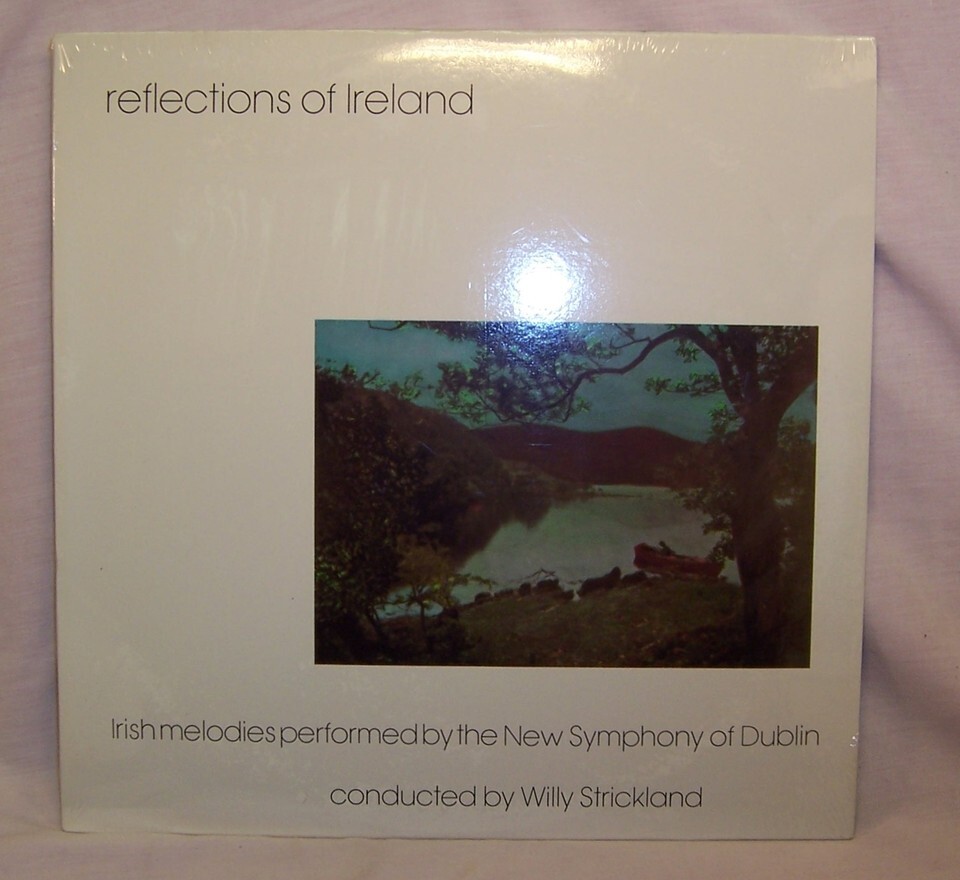 reflections of Ireland
Irish melodies performed by the New Symphony of Dublin
conducted by Willy Strickland